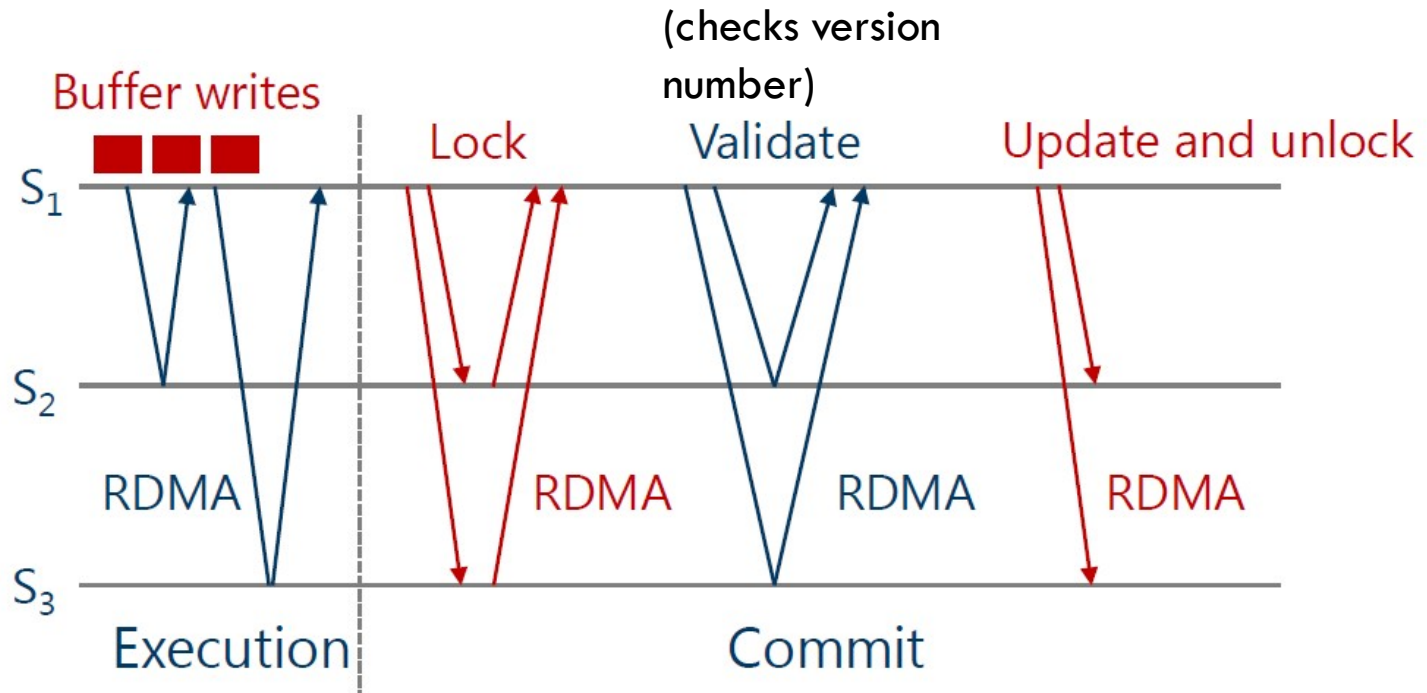 (checks version
number)
Buffer writes
Lock
Validate
Update and unlock
S₁
S₂
RDMA
RDMA
RDMA
RDMA
S₃
Execution
Commit